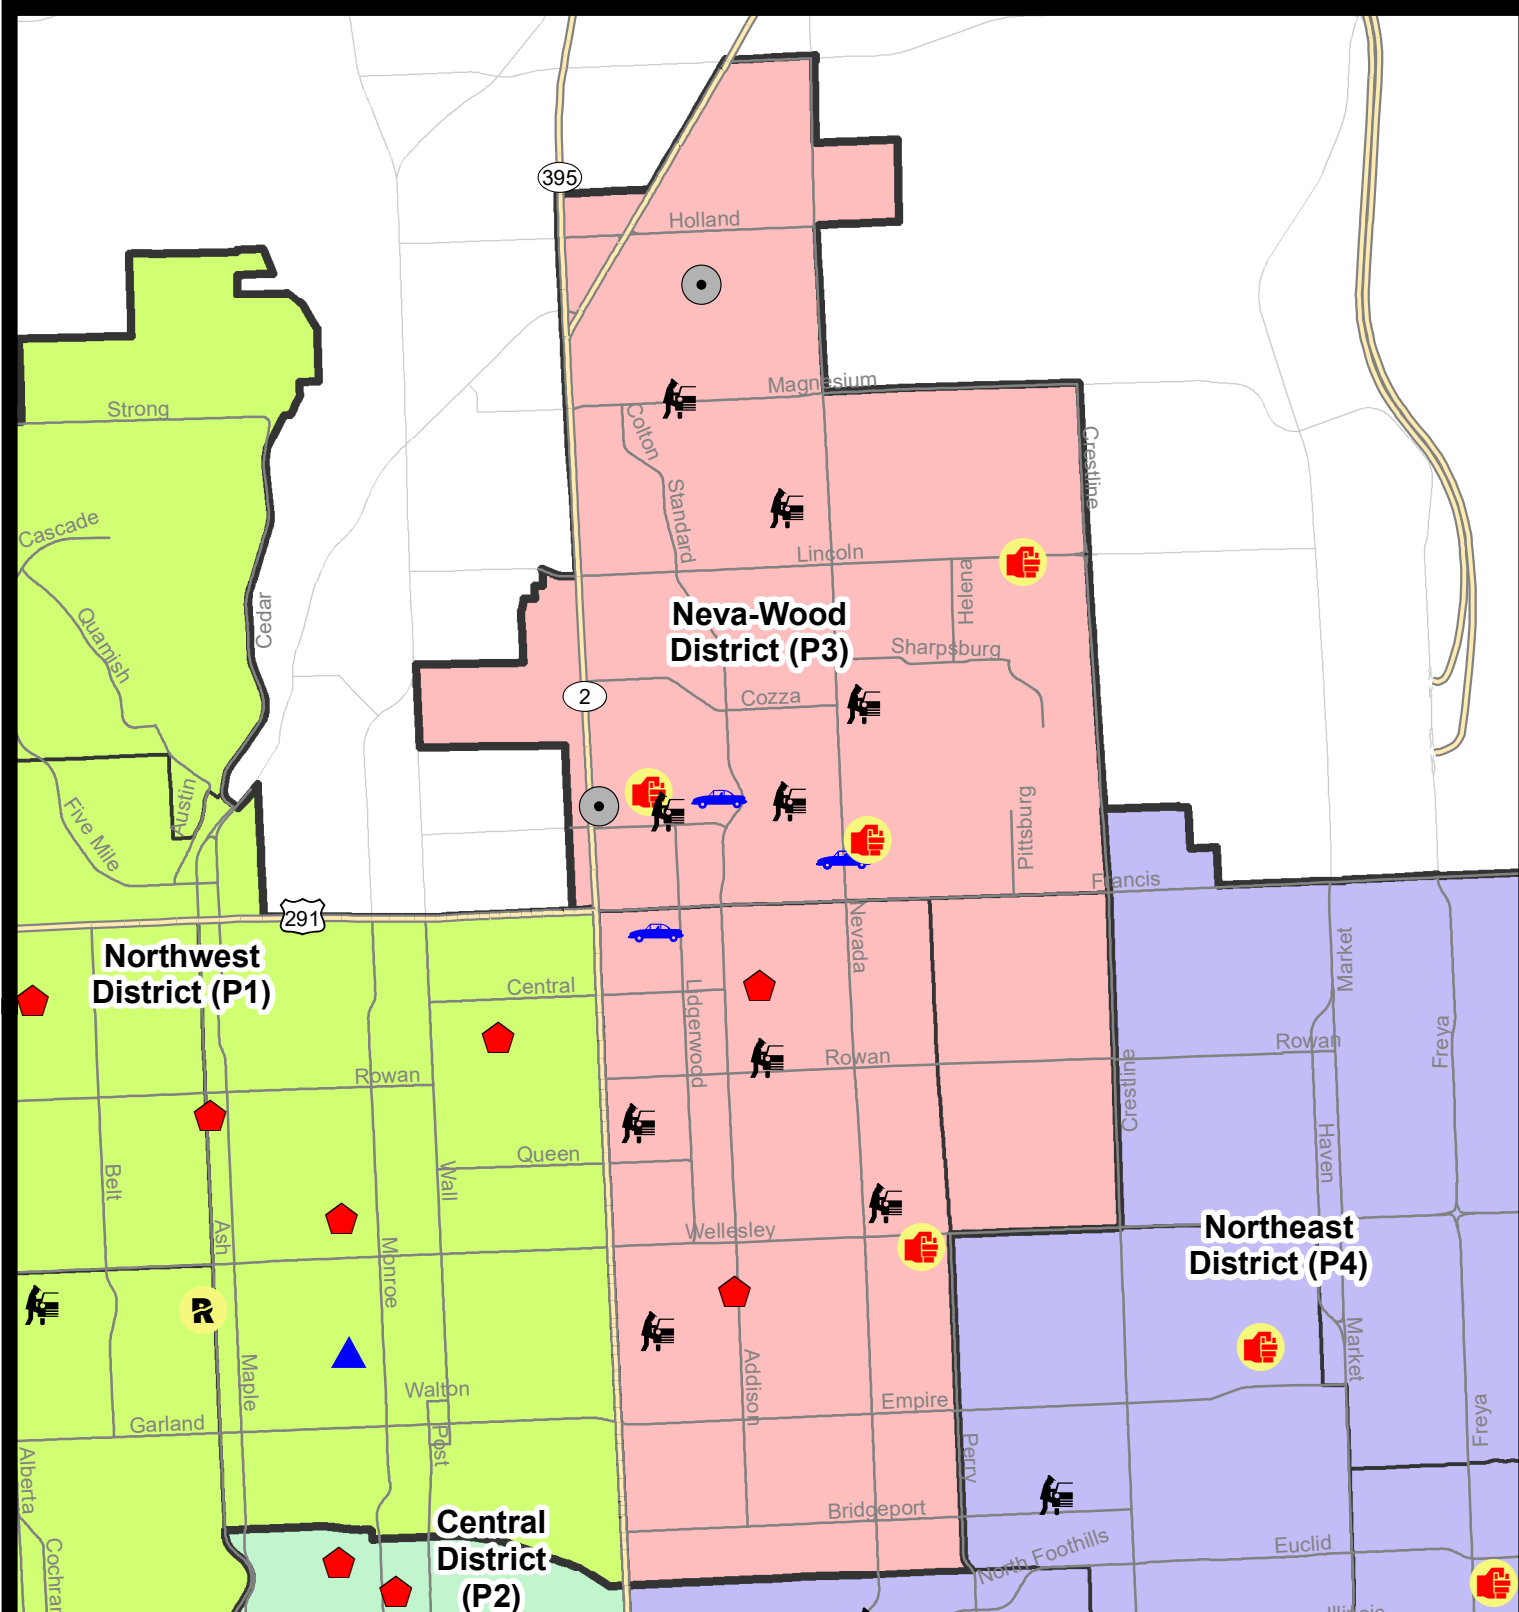 395
Holland
Magnesium
Strong
Colton
Crestline
Standard
Cascade
Lincoln
Helena
Cedar
Quamish
Neva-Wood
District (P3)
Sharpsburg
2
Cozza
Austin
Five Mile
Pittsburg
Francis
291
Nevada
Northwest
District (P1)
Central
Lidgerwood
Market
Freya
Rowan
Rowan
Rowan
Crestline
Queen
Haven
Belt
Wall
Ash
Wellesley
Northeast
District (P4)
Monroe
R
Maple
Addison
Market
Walton
Empire
Garland
Post
Freya
Perry
Alberta
Bridgeport
Central
District
(P2)
North Foothills
Euclid
Cochran